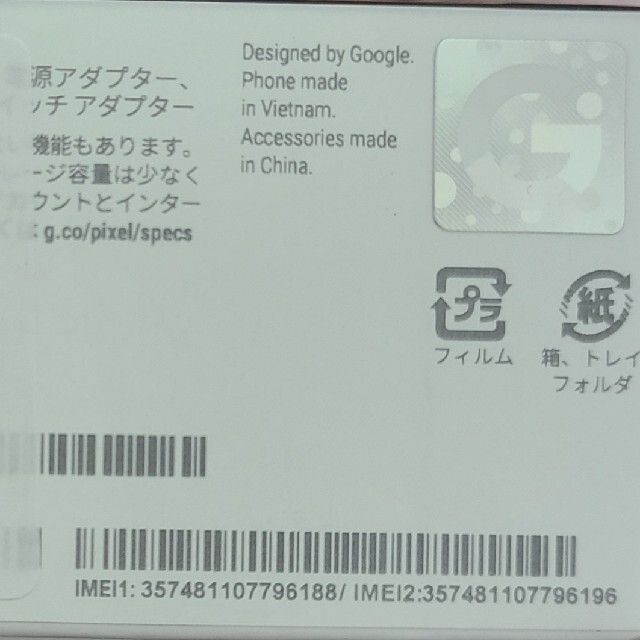 源アダプター、
イッチ アダプター
機能もあります。
ージ容量は少なく
カウントとインター
g.co/pixel/specs
Designed by Google.
Phone made
in Vietnam.
Accessories made
in China.
G
プラ
フィルム
紙
箱、トレイ
フォルダ
IMEI1: 357481107796188/ IMEI2:357481107796196